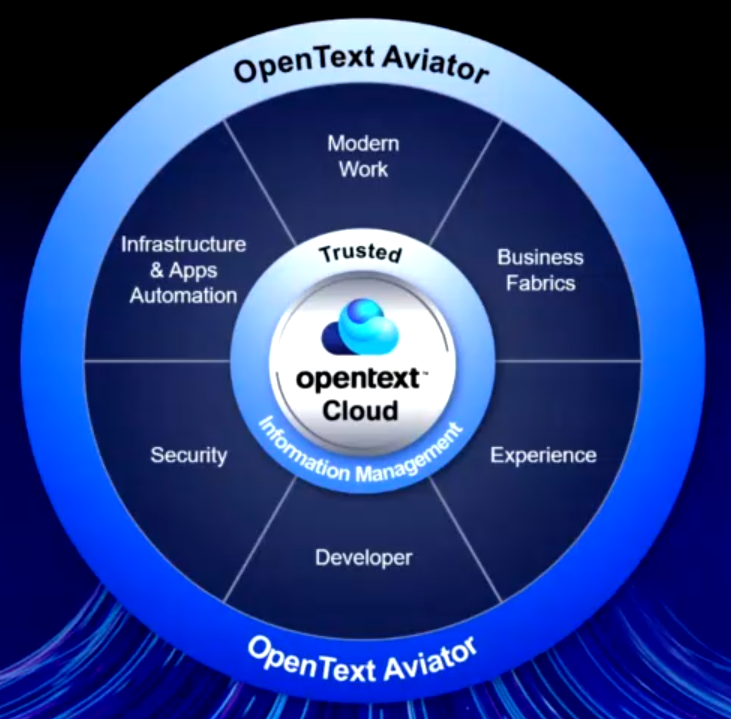 OpenText Aviator
Modern
Work
Infrastructure
& Apps
Automation
Business
Fabrics
Trusted
opentext™
Cloud
Information Management
Security
Experience
Developer
OpenText Aviator